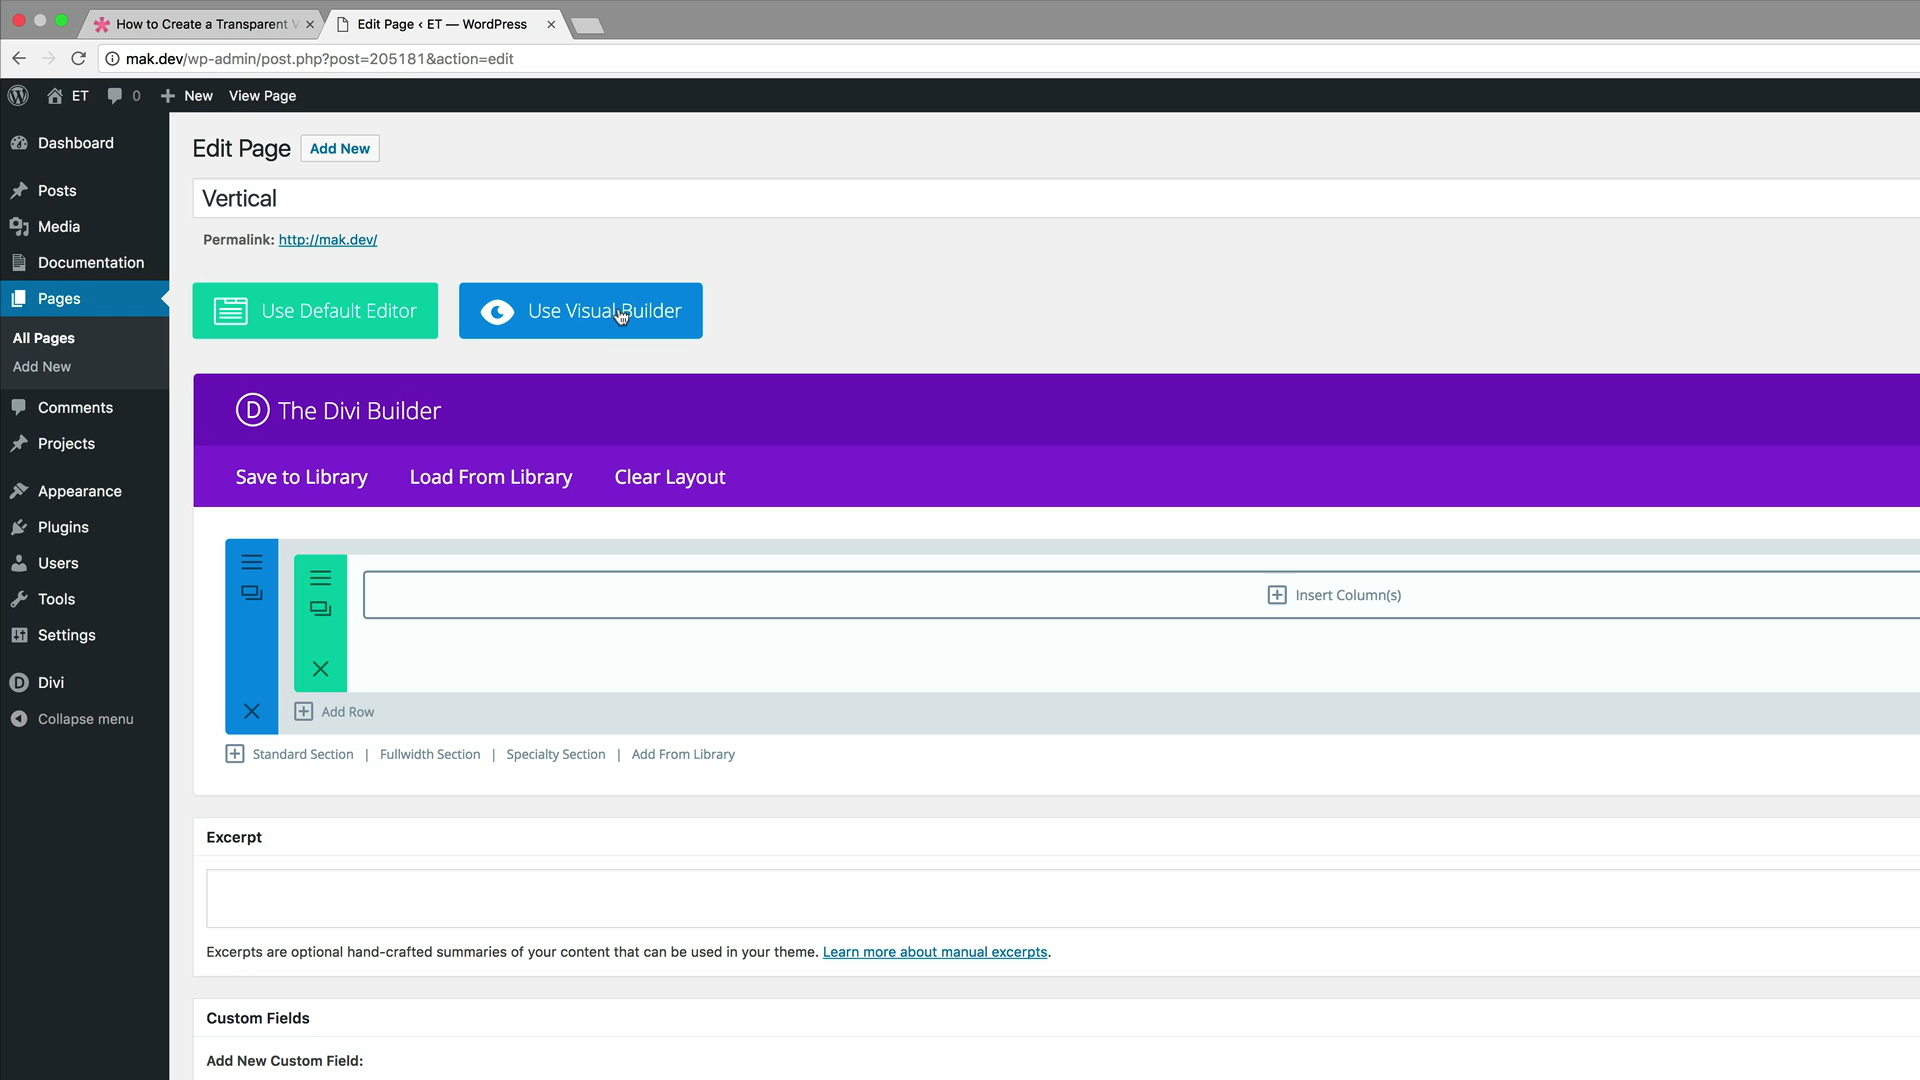 How to Create a Transparent V
Edit Page ‹ ET — WordPress
mak.dev/wp-admin/post.php?post=205181&action=edit
ET 0 New View Page
Dashboard
Posts
Media
Documentation
Pages
All Pages
Add New
Comments
Projects
Appearance
Plugins
Users
Tools
Settings
Divi
Collapse menu
Edit Page Add New
Vertical
Permalink: http://mak.dev/
Use Default Editor Use Visual Builder
D The Divi Builder
Save to Library Load From Library Clear Layout
Insert Column(s)
Add Row
Standard Section | Fullwidth Section | Specialty Section | Add From Library
Excerpt
Excerpts are optional hand-crafted summaries of your content that can be used in your theme. Learn more about manual excerpts.
Custom Fields
Add New Custom Field: